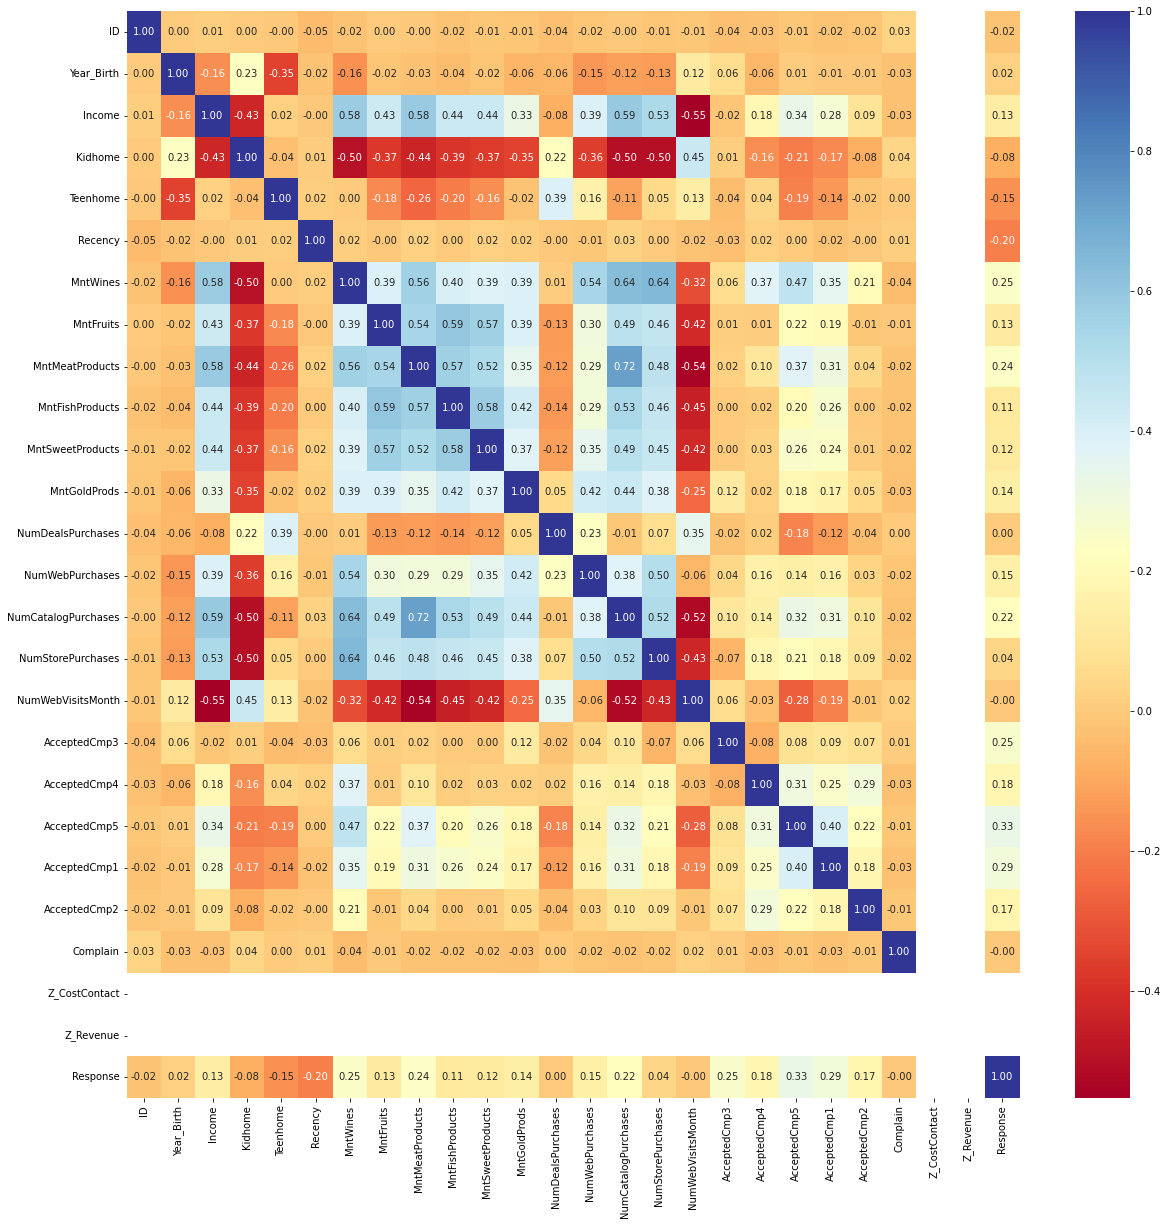 ID 1.00 0.00 0.01 0.00 -0.00 -0.05 -0.02 0.00 -0.00 -0.02 -0.01 -0.01 -0.04 -0.02 -0.00 -0.01 -0.01 -0.04 -0.03 -0.01 -0.02 -0.02 0.03 -0.02
Year_Birth 0.00 1.00 -0.16 0.23 -0.35 -0.02 -0.16 -0.02 -0.03 -0.04 -0.02 -0.06 -0.06 -0.15 -0.12 -0.13 0.12 0.06 -0.06 0.01 -0.01 -0.01 -0.03 0.02
Income 0.01 -0.16 1.00 -0.43 0.02 -0.00 0.58 0.43 0.58 0.44 0.44 0.33 -0.08 0.39 0.59 0.53 -0.55 -0.02 0.18 0.34 0.28 0.09 -0.03 0.13
Kidhome 0.00 0.23 -0.43 1.00 -0.04 0.01 -0.50 -0.37 -0.44 -0.39 -0.37 -0.35 0.22 -0.36 -0.50 -0.50 0.45 0.01 -0.16 -0.21 -0.17 -0.08 0.04 -0.08
Teenhome -0.00 -0.35 0.02 -0.04 1.00 0.02 0.00 -0.18 -0.26 -0.20 -0.16 -0.02 0.39 0.16 -0.11 0.05 0.13 -0.04 0.04 -0.19 -0.14 -0.02 0.00 -0.15
Recency -0.05 -0.02 -0.00 0.01 0.02 1.00 0.02 -0.00 0.02 0.00 0.02 0.02 -0.00 -0.01 0.03 0.00 -0.02 -0.03 0.02 0.00 -0.02 -0.00 0.01 -0.20
MntWines -0.02 -0.16 0.58 -0.50 0.00 0.02 1.00 0.39 0.56 0.40 0.39 0.39 0.01 0.54 0.64 0.64 -0.32 0.06 0.37 0.47 0.35 0.21 -0.04 0.25
MntFruits 0.00 -0.02 0.43 -0.37 -0.18 -0.00 0.39 1.00 0.54 0.59 0.57 0.39 -0.13 0.30 0.49 0.46 -0.42 0.01 0.01 0.22 0.19 -0.01 -0.01 0.13
MntMeatProducts -0.00 -0.03 0.58 -0.44 -0.26 0.02 0.56 0.54 1.00 0.57 0.52 0.35 -0.12 0.29 0.72 0.48 -0.54 0.02 0.10 0.37 0.31 0.04 -0.02 0.24
MntFishProducts -0.02 -0.04 0.44 -0.39 -0.20 0.00 0.40 0.59 0.57 1.00 0.58 0.42 -0.14 0.29 0.53 0.46 -0.45 0.00 0.02 0.20 0.26 0.00 -0.02 0.11
MntSweetProducts -0.01 -0.02 0.44 -0.37 -0.16 0.02 0.39 0.57 0.52 0.58 1.00 0.37 -0.12 0.35 0.49 0.45 -0.42 0.00 0.03 0.26 0.24 0.01 -0.02 0.12
MntGoldProds -0.01 -0.06 0.33 -0.35 -0.02 0.02 0.39 0.39 0.35 0.42 0.37 1.00 0.05 0.42 0.44 0.38 -0.25 0.12 0.02 0.18 0.17 0.05 -0.03 0.14
NumDealsPurchases -0.04 -0.06 -0.08 0.22 0.39 -0.00 0.01 -0.13 -0.12 -0.14 -0.12 0.05 1.00 0.23 -0.01 0.07 0.35 -0.02 0.02 -0.18 -0.12 -0.04 0.00 0.00
NumWebPurchases -0.02 -0.15 0.39 -0.36 0.16 -0.01 0.54 0.30 0.29 0.29 0.35 0.42 0.23 1.00 0.38 0.50 -0.06 0.04 0.16 0.14 0.16 0.03 -0.02 0.15
NumCatalogPurchases -0.00 -0.12 0.59 -0.50 -0.11 0.03 0.64 0.49 0.72 0.53 0.49 0.44 -0.01 0.38 1.00 0.52 -0.52 0.10 0.14 0.32 0.31 0.10 -0.02 0.22
NumStorePurchases -0.01 -0.13 0.53 -0.50 0.05 0.00 0.64 0.46 0.48 0.46 0.45 0.38 0.07 0.50 0.52 1.00 -0.43 -0.07 0.18 0.21 0.18 0.09 -0.02 0.04
NumWebVisitsMonth -0.01 0.12 -0.55 0.45 0.13 -0.02 -0.32 -0.42 -0.54 -0.45 -0.42 -0.25 0.35 -0.06 -0.52 -0.43 1.00 0.06 -0.03 -0.28 -0.19 -0.01 0.02 -0.00
AcceptedCmp3 -0.04 0.06 -0.02 0.01 -0.04 -0.03 0.06 0.01 0.02 0.00 0.00 0.12 -0.02 0.04 0.10 -0.07 0.06 1.00 -0.08 0.08 0.09 0.07 0.01 0.25
AcceptedCmp4 -0.03 -0.06 0.18 -0.16 0.04 0.02 0.37 0.01 0.10 0.02 0.03 0.02 0.02 0.16 0.14 0.18 -0.03 -0.08 1.00 0.31 0.25 0.29 -0.03 0.18
AcceptedCmp5 -0.01 0.01 0.34 -0.21 -0.19 0.00 0.47 0.22 0.37 0.20 0.26 0.18 -0.18 0.14 0.32 0.21 -0.28 0.08 0.31 1.00 0.40 0.22 -0.01 0.33
AcceptedCmp1 -0.02 -0.01 0.28 -0.17 -0.14 -0.02 0.35 0.19 0.31 0.26 0.24 0.17 -0.12 0.16 0.31 0.18 -0.19 0.09 0.25 0.40 1.00 0.18 -0.03 0.29
AcceptedCmp2 -0.02 -0.01 0.09 -0.08 -0.02 -0.00 0.21 -0.01 0.04 0.00 0.01 0.05 -0.04 0.03 0.10 0.09 -0.01 0.07 0.29 0.22 0.18 1.00 -0.01 0.17
Complain 0.03 -0.03 -0.03 0.04 0.00 0.01 -0.04 -0.01 -0.02 -0.02 -0.02 -0.03 0.00 -0.02 -0.02 -0.02 0.02 0.01 -0.03 -0.01 -0.03 -0.01 1.00 -0.00
Z_CostContact
Z_Revenue
Response -0.02 0.02 0.13 -0.08 -0.15 -0.20 0.25 0.13 0.24 0.11 0.12 0.14 0.00 0.15 0.22 0.04 -0.00 0.25 0.18 0.33 0.29 0.17 -0.00 1.00
ID
Year_Birth
Income
Kidhome
Teenhome
Recency
MntWines
MntFruits
MntMeatProducts
MntFishProducts
MntSweetProducts
MntGoldProds
NumDealsPurchases
NumWebPurchases
NumCatalogPurchases
NumStorePurchases
NumWebVisitsMonth
AcceptedCmp3
AcceptedCmp4
AcceptedCmp5
AcceptedCmp1
AcceptedCmp2
Complain
Z_CostContact
Z_Revenue
Response
1.0
0.8
0.6
0.4
0.2
0.0
−0.2
−0.4